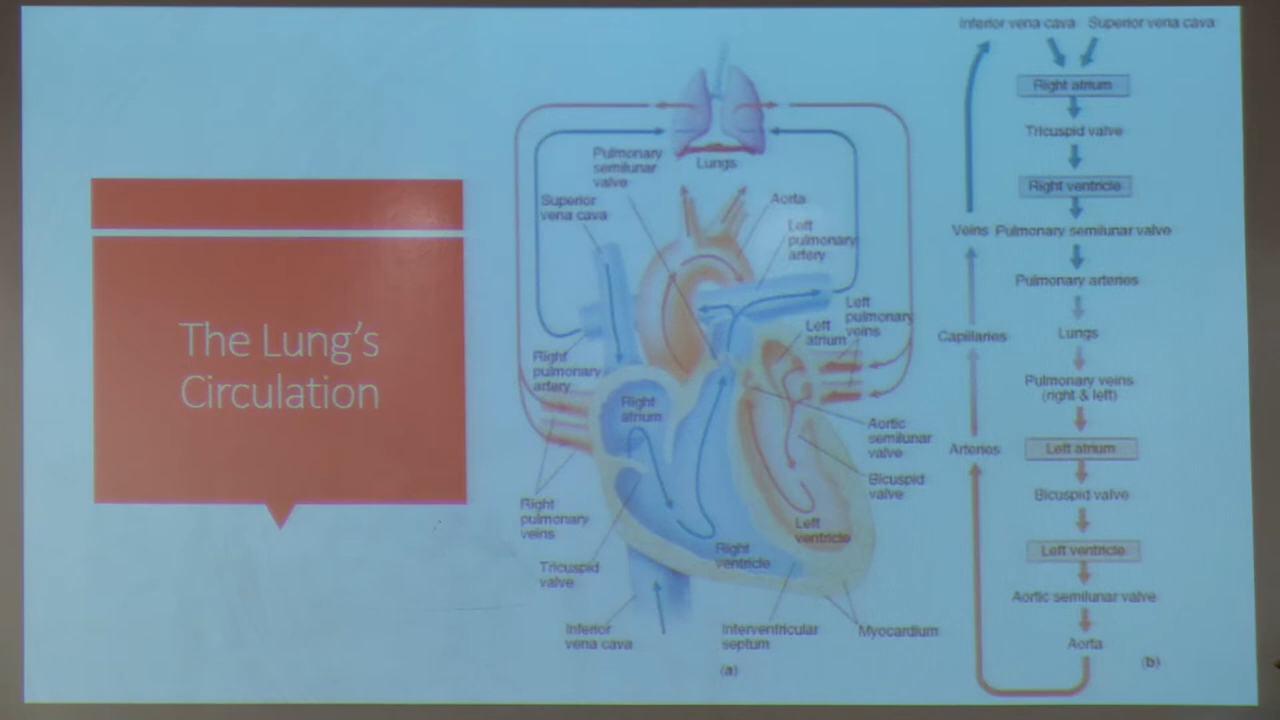 The Lung's
Circulation
Lungs
Pulmonary
semilunar
valve
Superior
vena cava
Aorta
Left
pulmonary
artery
Left
pulmonary
veins
Left
atrium
Right
pulmonary
artery
Right
atrium
Aortic
semilunar
valve
Bicuspid
valve
Right
pulmonary
veins
Left
ventricle
Right
ventricle
Tricuspid
valve
Inferior
vena cava
Interventricular
septum
Myocardium
(a)
Inferior vena cava Superior vena cava
Right atrium
Tricuspid valve
Right ventricle
Veins Pulmonary semilunar valve
Pulmonary arteries
Capillaries Lungs
Pulmonary veins
(right & left)
Arteries Left atrium
Bicuspid valve
Left ventricle
Aortic semilunar valve
Aorta
(b)